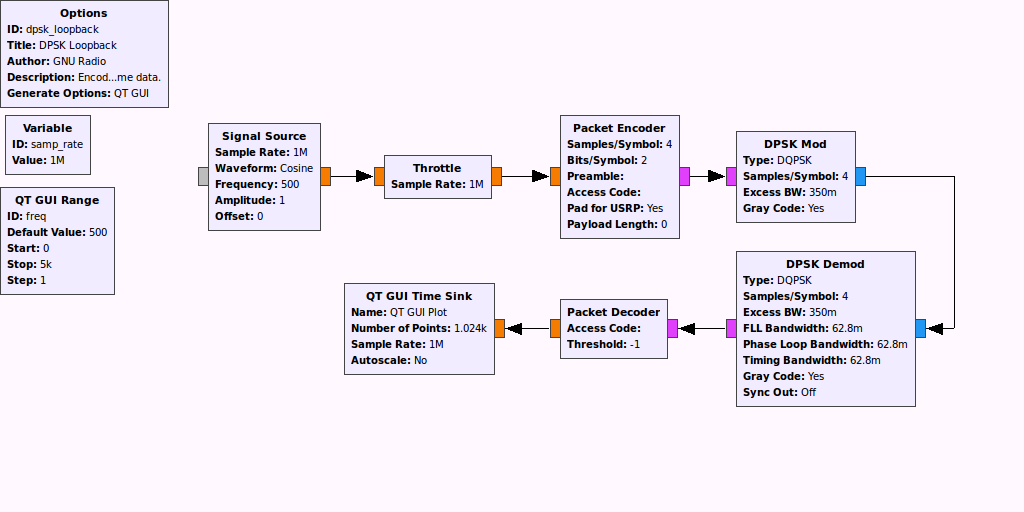 Options
ID: dpsk_loopback
Title: DPSK Loopback
Author: GNU Radio
Description: Encod...me data.
Generate Options: QT GUI
Variable
ID: samp_rate
Value: 1M
QT GUI Range
ID: freq
Default Value: 500
Start: 0
Stop: 5k
Step: 1
Signal Source
Sample Rate: 1M
Waveform: Cosine
Frequency: 500
Amplitude: 1
Offset: 0
Throttle
Sample Rate: 1M
Packet Encoder
Samples/Symbol: 4
Bits/Symbol: 2
Preamble:
Access Code:
Pad for USRP: Yes
Payload Length: 0
DPSK Mod
Type: DQPSK
Samples/Symbol: 4
Excess BW: 350m
Gray Code: Yes
QT GUI Time Sink
Name: QT GUI Plot
Number of Points: 1.024k
Sample Rate: 1M
Autoscale: No
Packet Decoder
Access Code:
Threshold: -1
DPSK Demod
Type: DQPSK
Samples/Symbol: 4
Excess BW: 350m
FLL Bandwidth: 62.8m
Phase Loop Bandwidth: 62.8m
Timing Bandwidth: 62.8m
Gray Code: Yes
Sync Out: Off